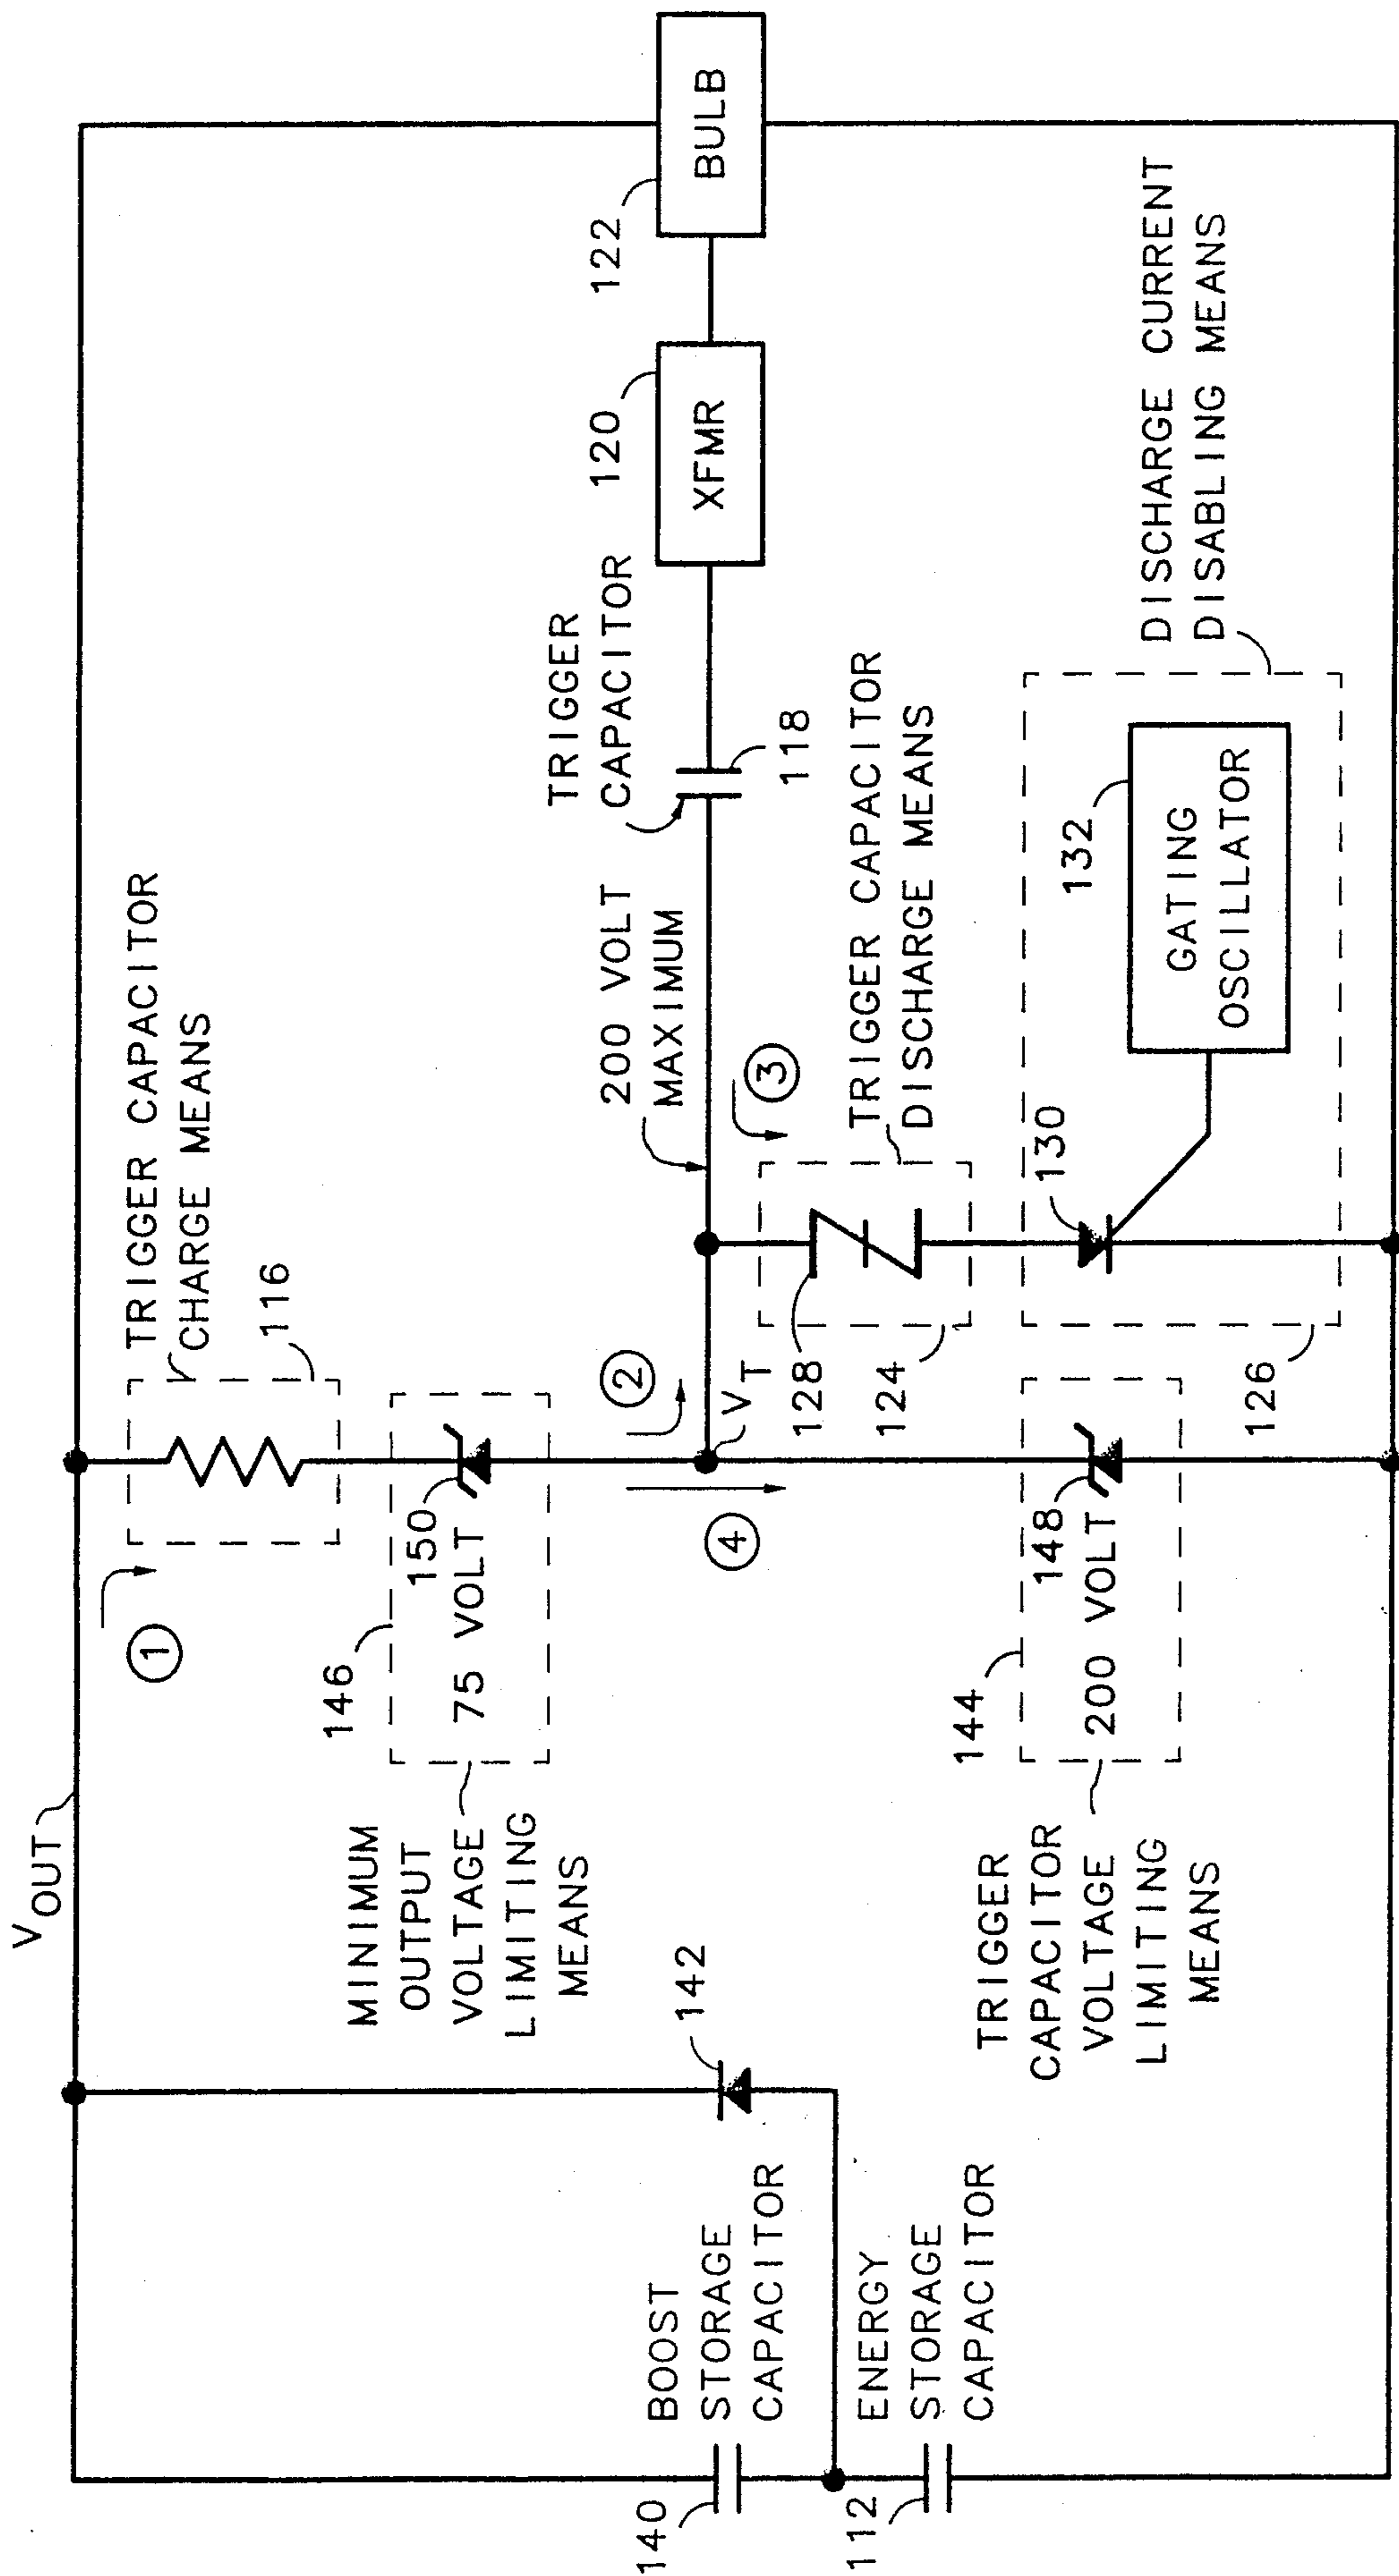 V OUT
1
TRIGGER CAPACITOR
CHARGE MEANS
116
146
150
75 VOLT
MINIMUM
OUTPUT
VOLTAGE
LIMITING
MEANS
2
4
V T
200 VOLT
MAXIMUM
3
TRIGGER
CAPACITOR
118
120
XFMR
122
BULB
142
BOOST
STORAGE
CAPACITOR
140
ENERGY
STORAGE
CAPACITOR
112
TRIGGER
CAPACITOR
VOLTAGE
LIMITING
MEANS
144
148
200 VOLT
128
124
TRIGGER CAPACITOR
DISCHARGE MEANS
130
126
132
GATING
OSCILLATOR
DISCHARGE CURRENT
DISABLING MEANS